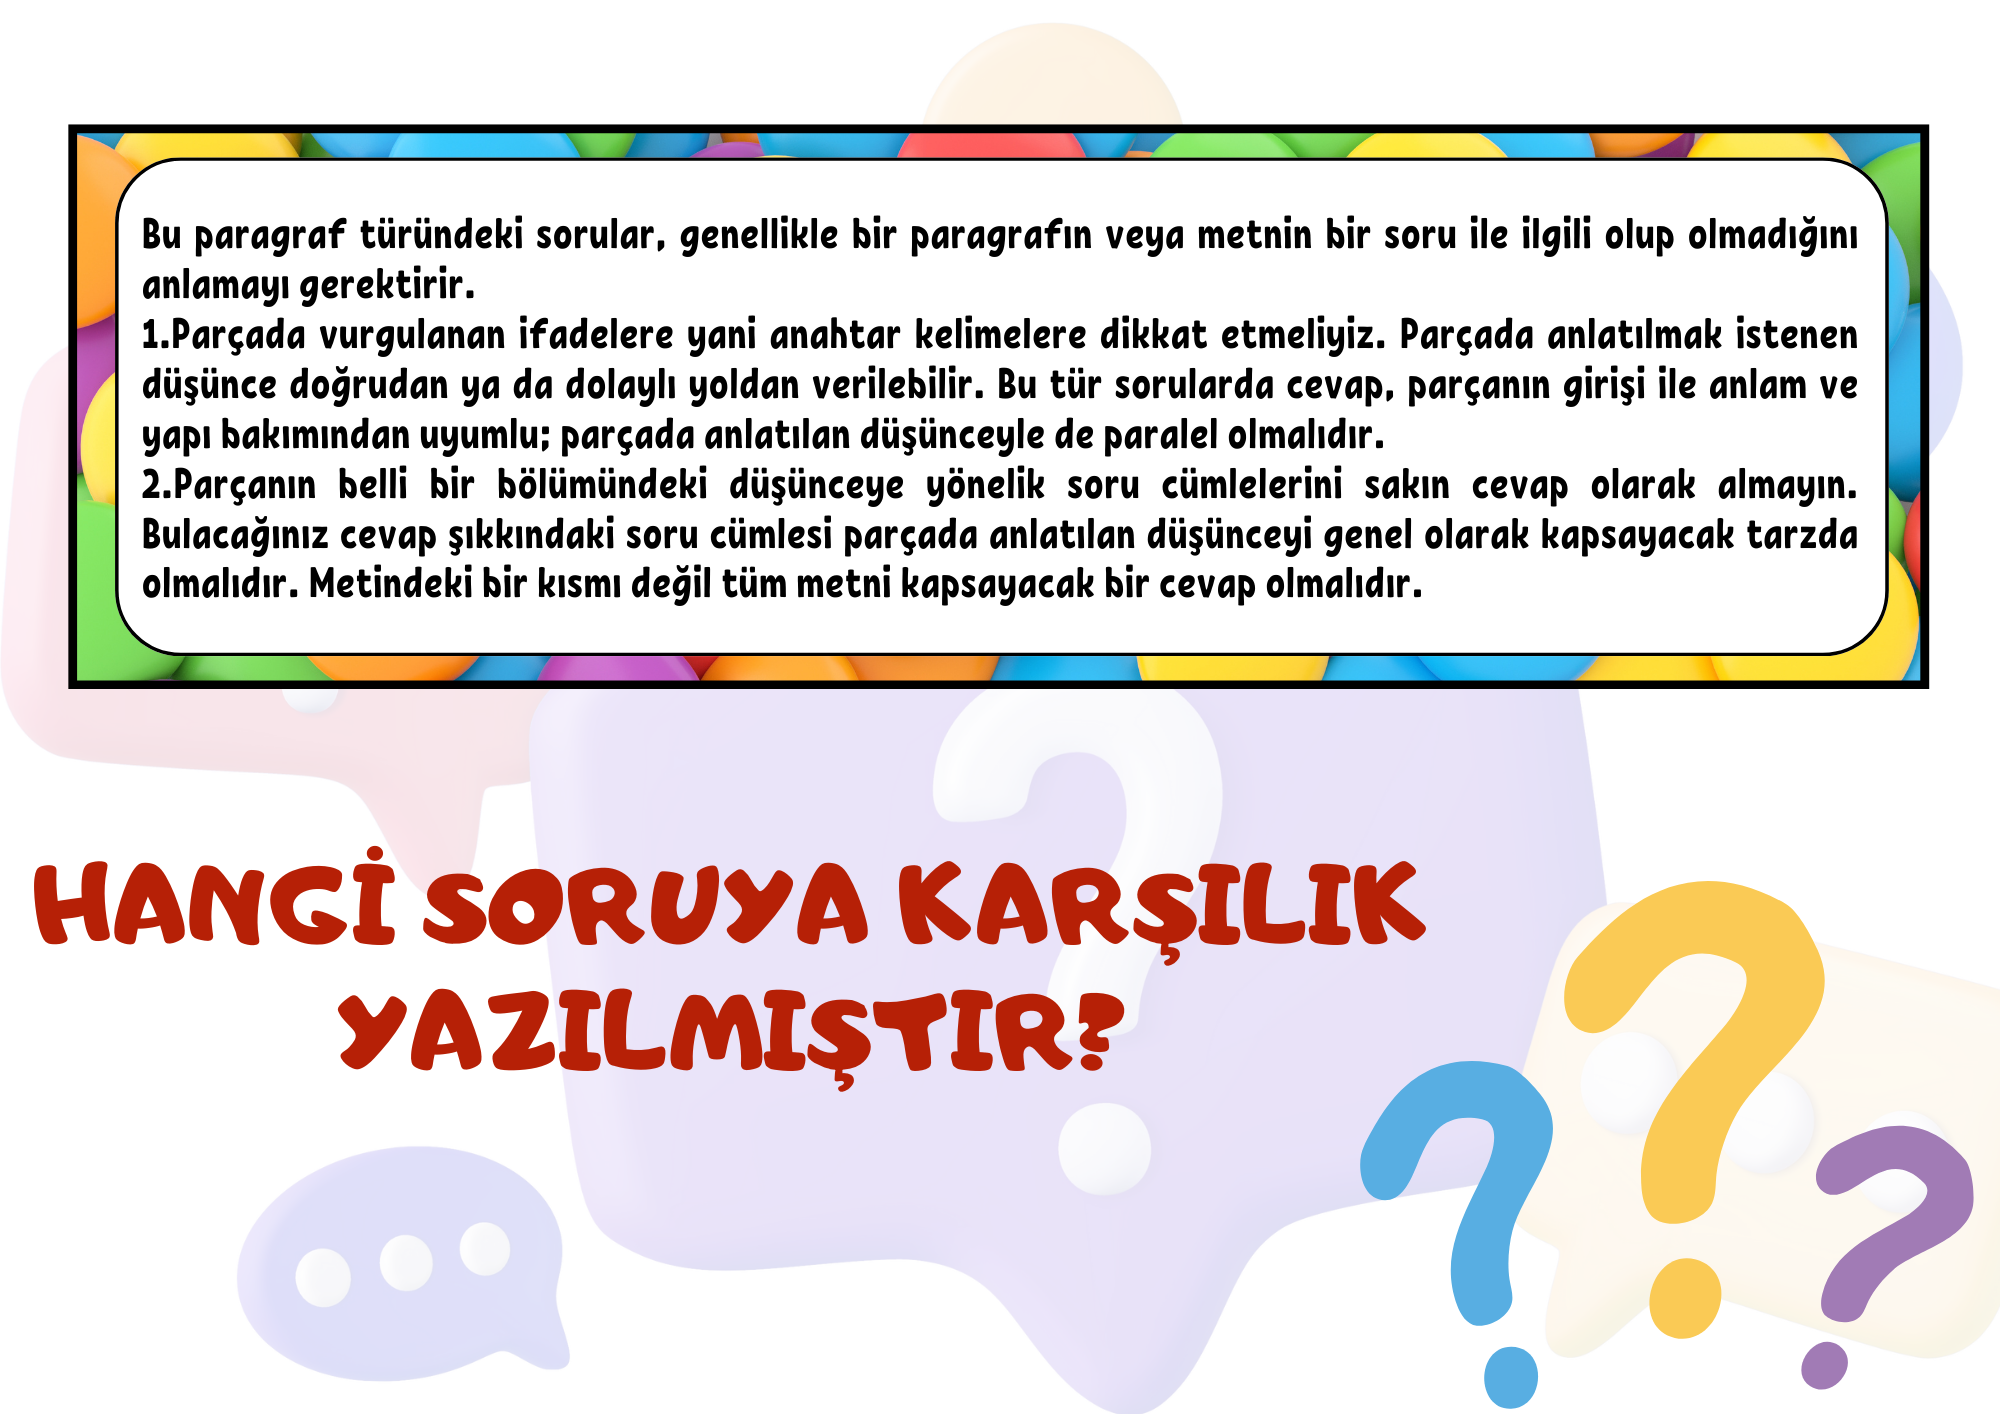 Bu paragraf türündeki sorular, genellikle bir paragrafın veya metnin bir soru ile ilgili olup olmadığını
anlamayı gerektirir.
1.Parçada vurgulanan ifadelere yani anahtar kelimelere dikkat etmeliyiz. Parçada anlatılmak istenen
düşünce doğrudan ya da dolaylı yoldan verilebilir. Bu tür sorularda cevap, parçanın girişi ile anlam ve
yapı bakımından uyumlu; parçada anlatılan düşünceyle de paralel olmalıdır.
2.Parçanın belli bir bölümündeki düşünceye yönelik soru cümlelerini sakın cevap olarak almayın.
Bulacağınız cevap şıkkındaki soru cümlesi parçada anlatılan düşünceyi genel olarak kapsayacak tarzda
olmalıdır. Metindeki bir kısmı değil tüm metni kapsayacak bir cevap olmalıdır.
HANGİ SORUYA KARŞILIK
YAZILMIŞTIR?